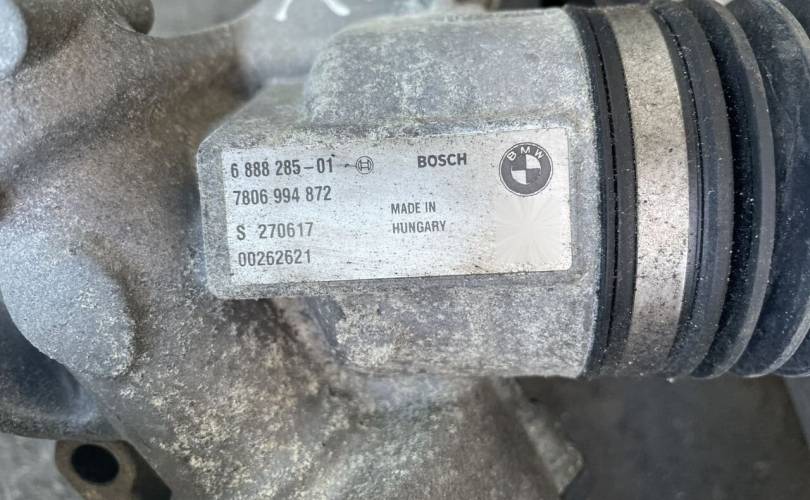 6 888 285-01
BOSCH
BMW
7806 994 872
S 270617
MADE IN
HUNGARY
00262621